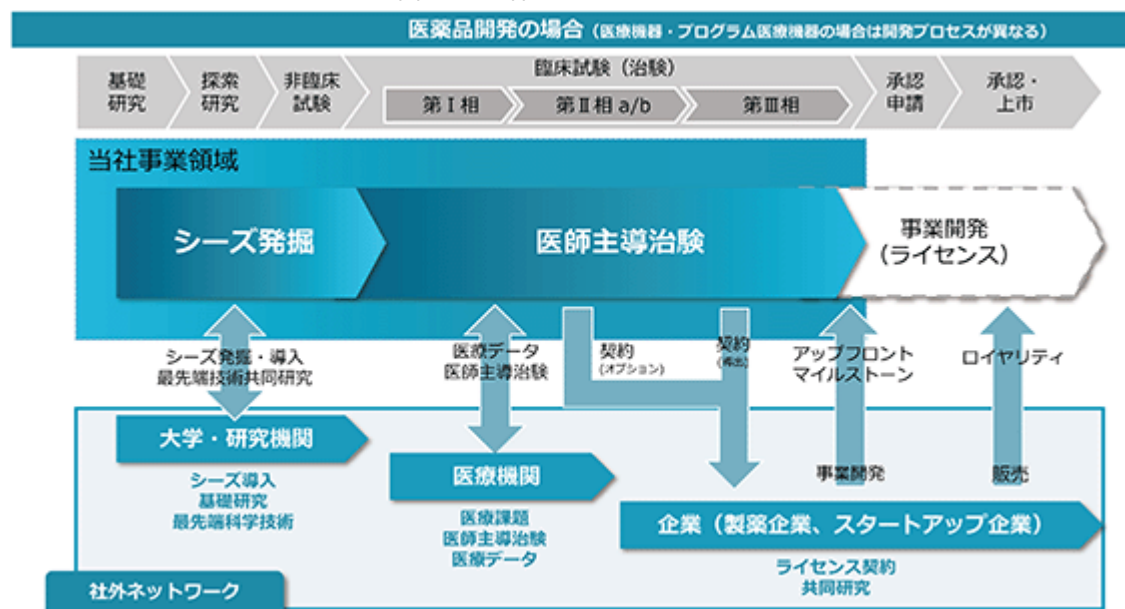 医薬品開発の場合（医療機器・プログラム医療機器の場合は開発プロセスが異なる）
基礎
研究
探索
研究
非臨床
試験
臨床試験（治験）
第Ⅰ相
第Ⅱ相 a/b
第Ⅲ相
承認
申請
承認・
上市
当社事業領域
シーズ発掘
医師主導治験
事業開発
（ライセンス）
シーズ発掘・導入
最先端技術共同研究
医療データ
医師主導治験
契約
(オプション)
契約
(導出)
アップフロント
マイルストーン
ロイヤリティ
大学・研究機関
シーズ導入
基礎研究
最先端科学技術
医療機関
医療課題
医師主導治験
医療データ
事業開発
販売
企業（製薬企業、スタートアップ企業）
ライセンス契約
共同研究
社外ネットワーク